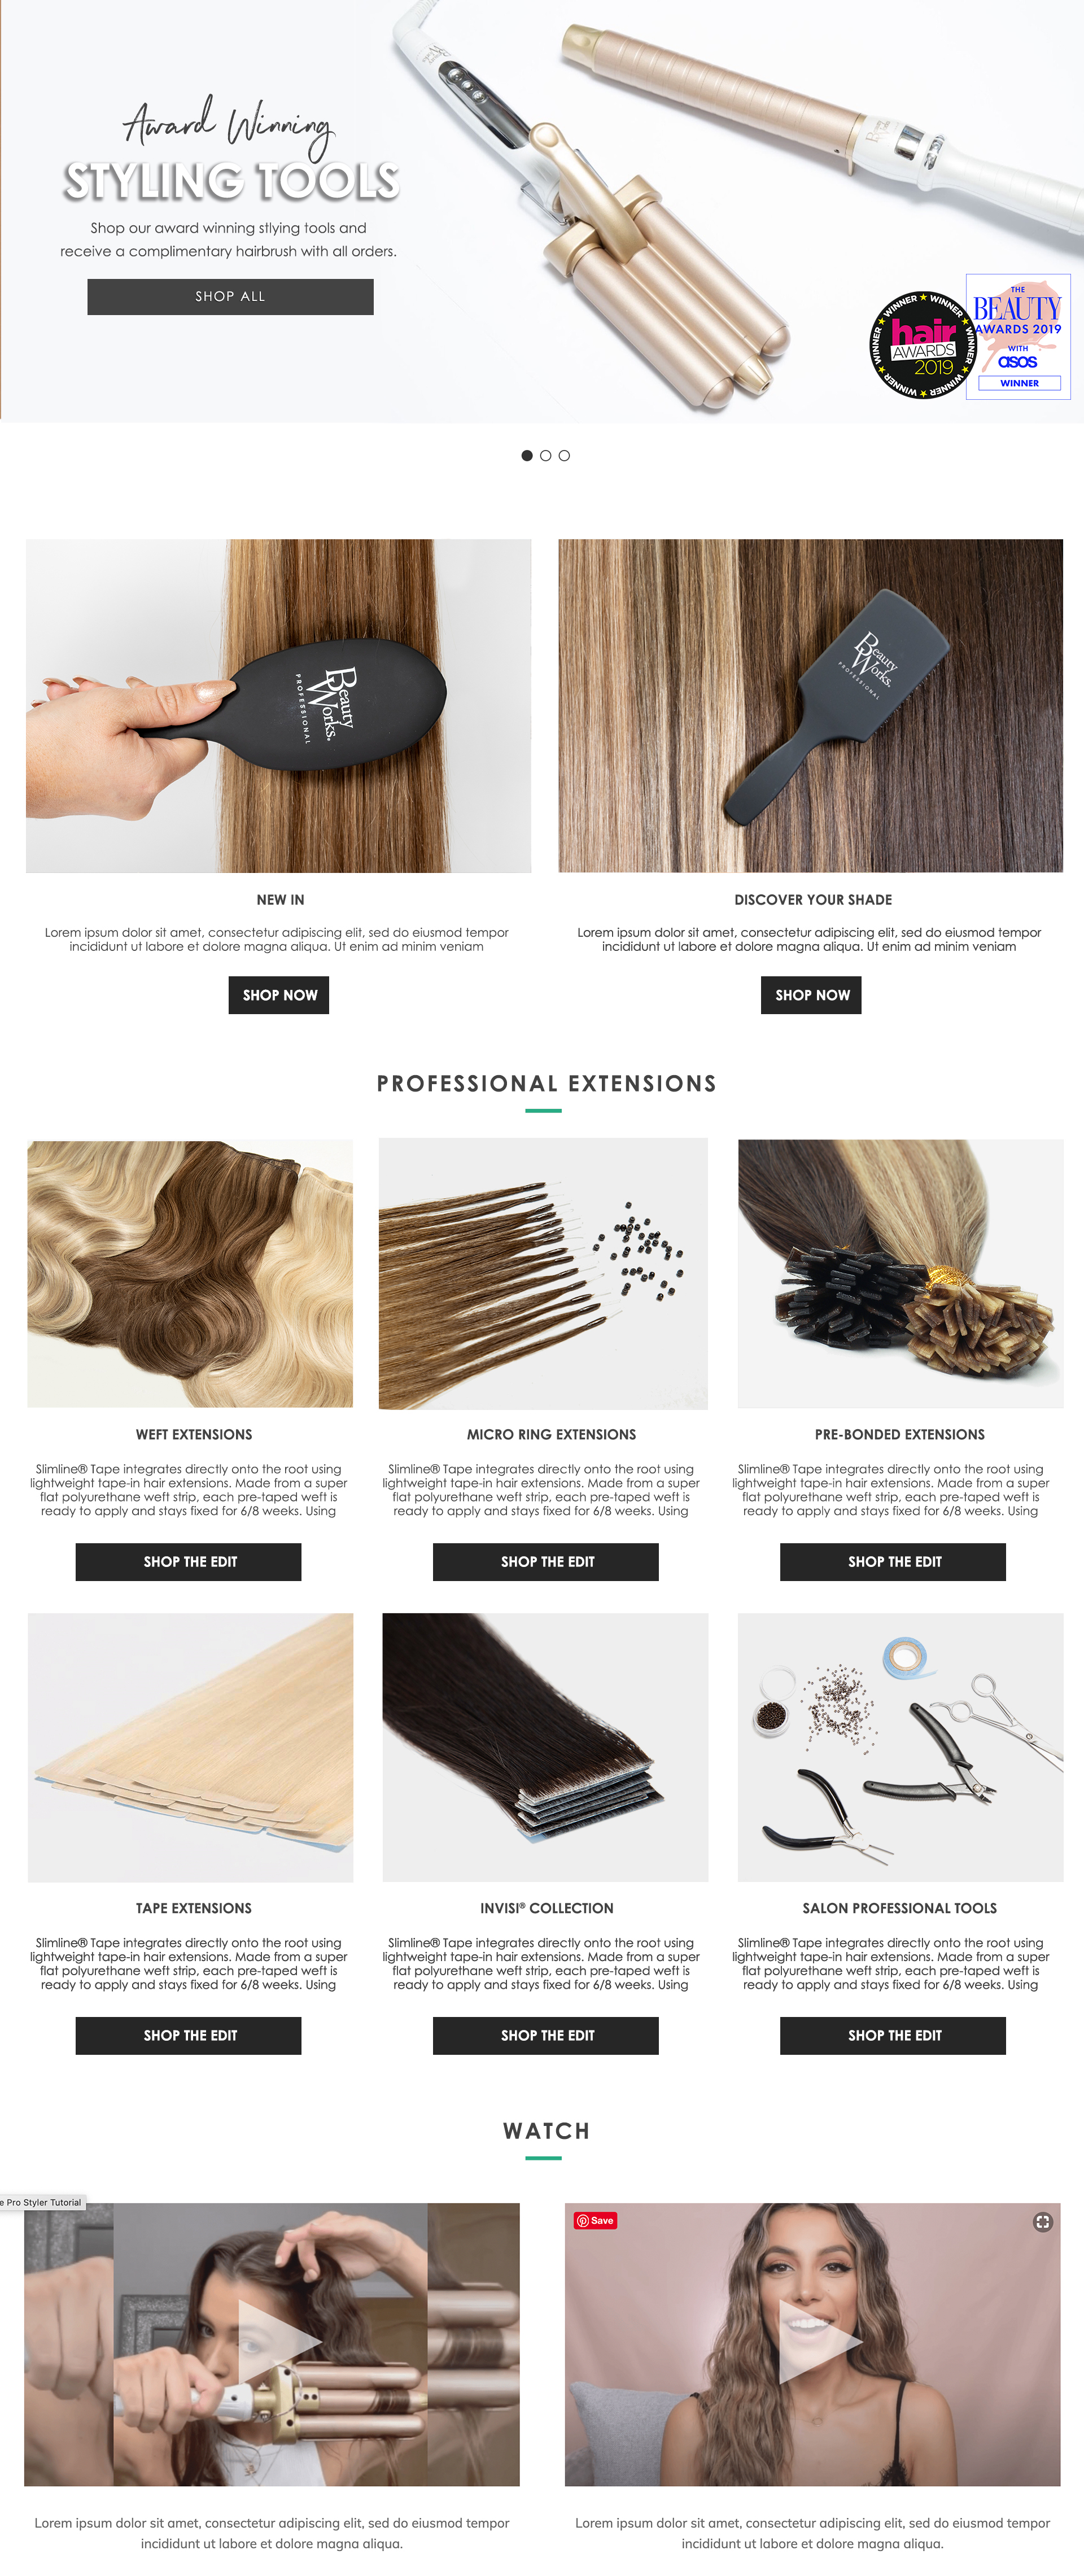 Award Winning
STYLING TOOLS
Shop our award winning stlying tools and
receive a complimentary hairbrush with all orders.
SHOP ALL
WINNER ★ WINNER ★ WINNER ★ WINNER ★ WINNER
hair
AWARDS
2019
THE
BEAUTY
AWARDS 2019
WITH
asos
WINNER
Beauty
Works.
PROFESSIONAL
Beauty
Works.
PROFESSIONAL
NEW IN
Lorem ipsum dolor sit amet, consectetur adipiscing elit, sed do eiusmod tempor
incididunt ut labore et dolore magna aliqua. Ut enim ad minim veniam
SHOP NOW
DISCOVER YOUR SHADE
Lorem ipsum dolor sit amet, consectetur adipiscing elit, sed do eiusmod tempor
incididunt ut labore et dolore magna aliqua. Ut enim ad minim veniam
SHOP NOW
PROFESSIONAL EXTENSIONS
WEFT EXTENSIONS
Slimline® Tape integrates directly onto the root using
lightweight tape-in hair extensions. Made from a super
flat polyurethane weft strip, each pre-taped weft is
ready to apply and stays fixed for 6/8 weeks. Using
SHOP THE EDIT
MICRO RING EXTENSIONS
Slimline® Tape integrates directly onto the root using
lightweight tape-in hair extensions. Made from a super
flat polyurethane weft strip, each pre-taped weft is
ready to apply and stays fixed for 6/8 weeks. Using
SHOP THE EDIT
PRE-BONDED EXTENSIONS
Slimline® Tape integrates directly onto the root using
lightweight tape-in hair extensions. Made from a super
flat polyurethane weft strip, each pre-taped weft is
ready to apply and stays fixed for 6/8 weeks. Using
SHOP THE EDIT
TAPE EXTENSIONS
Slimline® Tape integrates directly onto the root using
lightweight tape-in hair extensions. Made from a super
flat polyurethane weft strip, each pre-taped weft is
ready to apply and stays fixed for 6/8 weeks. Using
SHOP THE EDIT
INVISI® COLLECTION
Slimline® Tape integrates directly onto the root using
lightweight tape-in hair extensions. Made from a super
flat polyurethane weft strip, each pre-taped weft is
ready to apply and stays fixed for 6/8 weeks. Using
SHOP THE EDIT
SALON PROFESSIONAL TOOLS
Slimline® Tape integrates directly onto the root using
lightweight tape-in hair extensions. Made from a super
flat polyurethane weft strip, each pre-taped weft is
ready to apply and stays fixed for 6/8 weeks. Using
SHOP THE EDIT
WATCH
e Pro Styler Tutorial
Save
Lorem ipsum dolor sit amet, consectetur adipiscing elit, sed do eiusmod tempor
incididunt ut labore et dolore magna aliqua.
Lorem ipsum dolor sit amet, consectetur adipiscing elit, sed do eiusmod tempor
incididunt ut labore et dolore magna aliqua.